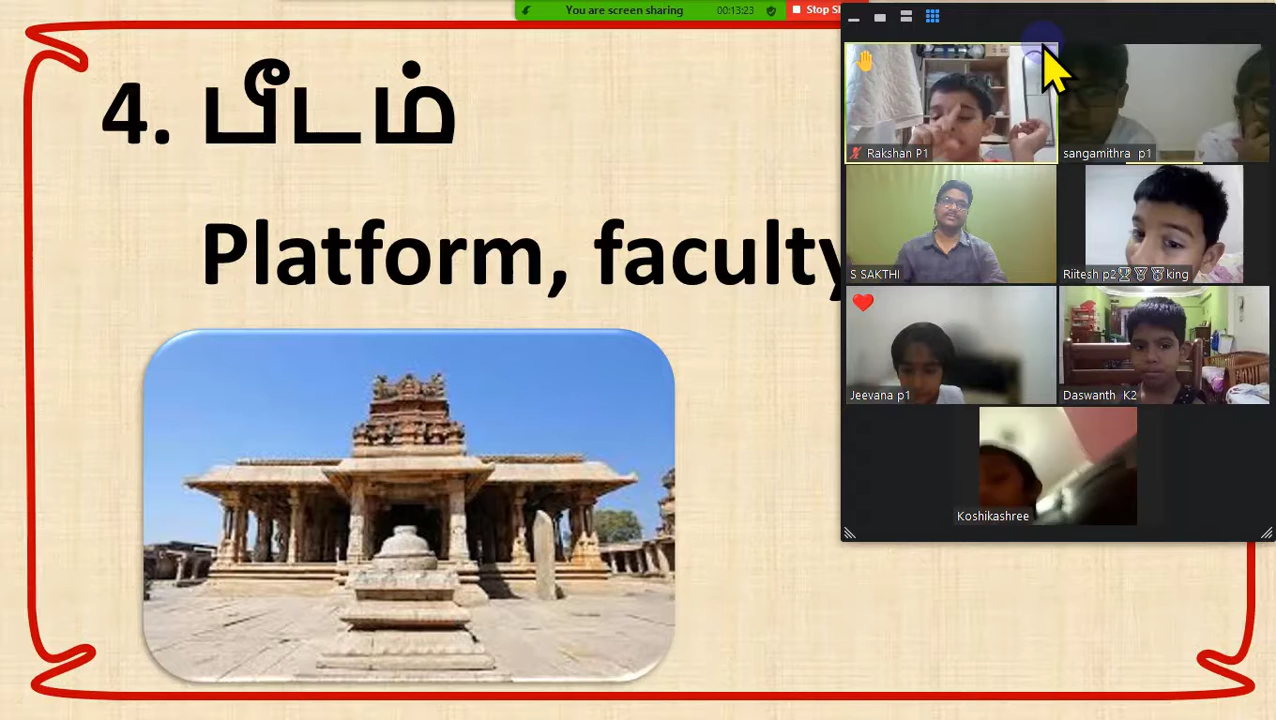 You are screen sharing 00:13:23 Stop Sh
4. பீடம்
Platform, faculty
Rakshan P1
sangamithra p1
S SAKTHI
Riitesh p2🏆🏅🏅king
Jeevana p1
Daswanth K2
Koshikashree